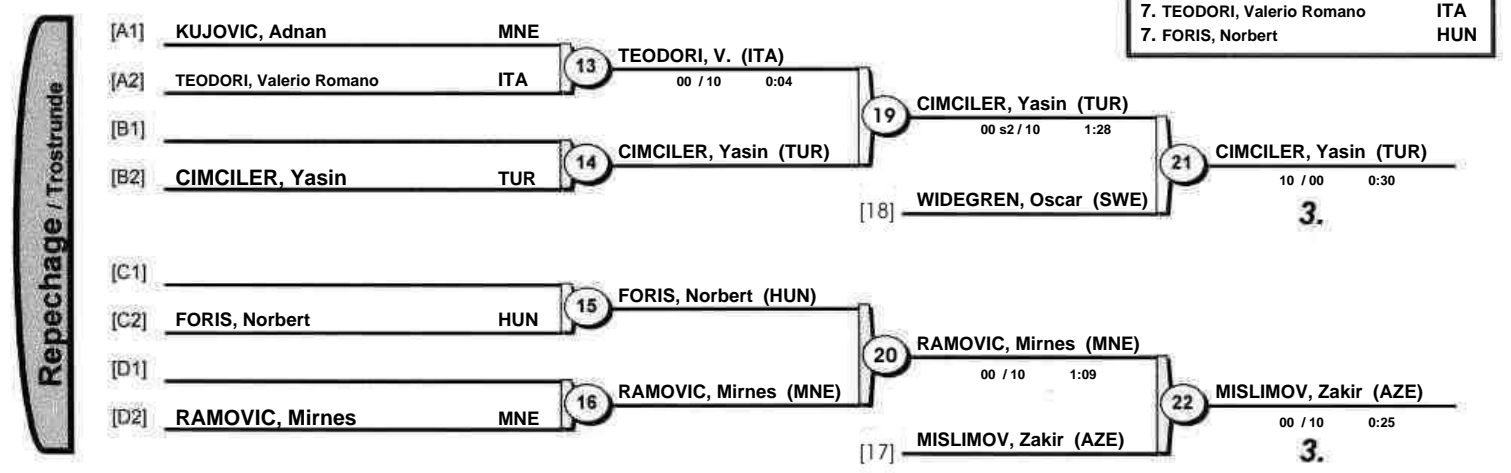 7. TEODORI, Valerio Romano ITA
7. FORIS, Norbert HUN
Repechage / Trostrunde
[A1] KUJOVIC, Adnan MNE
[A2] TEODORI, Valerio Romano ITA
13
TEODORI, V. (ITA)
00 / 10 0:04
[B1]
[B2] CIMCILER, Yasin TUR
14
CIMCILER, Yasin (TUR)
19
CIMCILER, Yasin (TUR)
00 s2 / 10 1:28
[18] WIDEGREN, Oscar (SWE)
21
CIMCILER, Yasin (TUR)
10 / 00 0:30
3.
[C1]
[C2] FORIS, Norbert HUN
15
FORIS, Norbert (HUN)
[D1]
[D2] RAMOVIC, Mirnes MNE
16
RAMOVIC, Mirnes (MNE)
20
RAMOVIC, Mirnes (MNE)
00 / 10 1:09
[17] MISLIMOV, Zakir (AZE)
22
MISLIMOV, Zakir (AZE)
00 / 10 0:25
3.